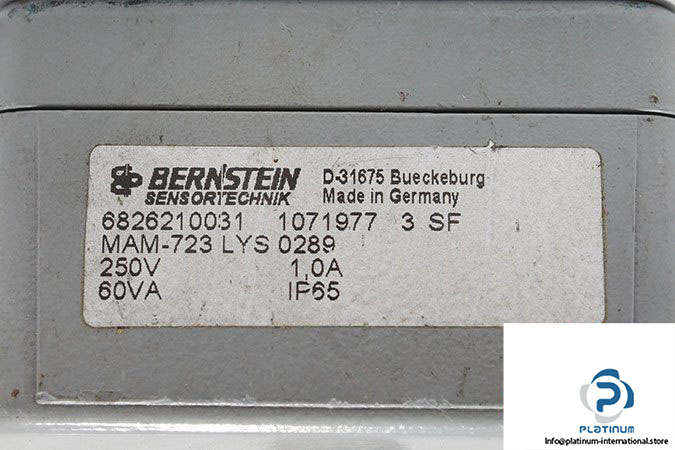 BERNSTEIN
SENSORTECHNIK
D-31675 Bueckeburg
Made in Germany
6826210031 1071977 3 SF
MAM-723 LYS 0289
250V 1,0A
60VA IP65
PLATINUM
Info@platinum-international.store